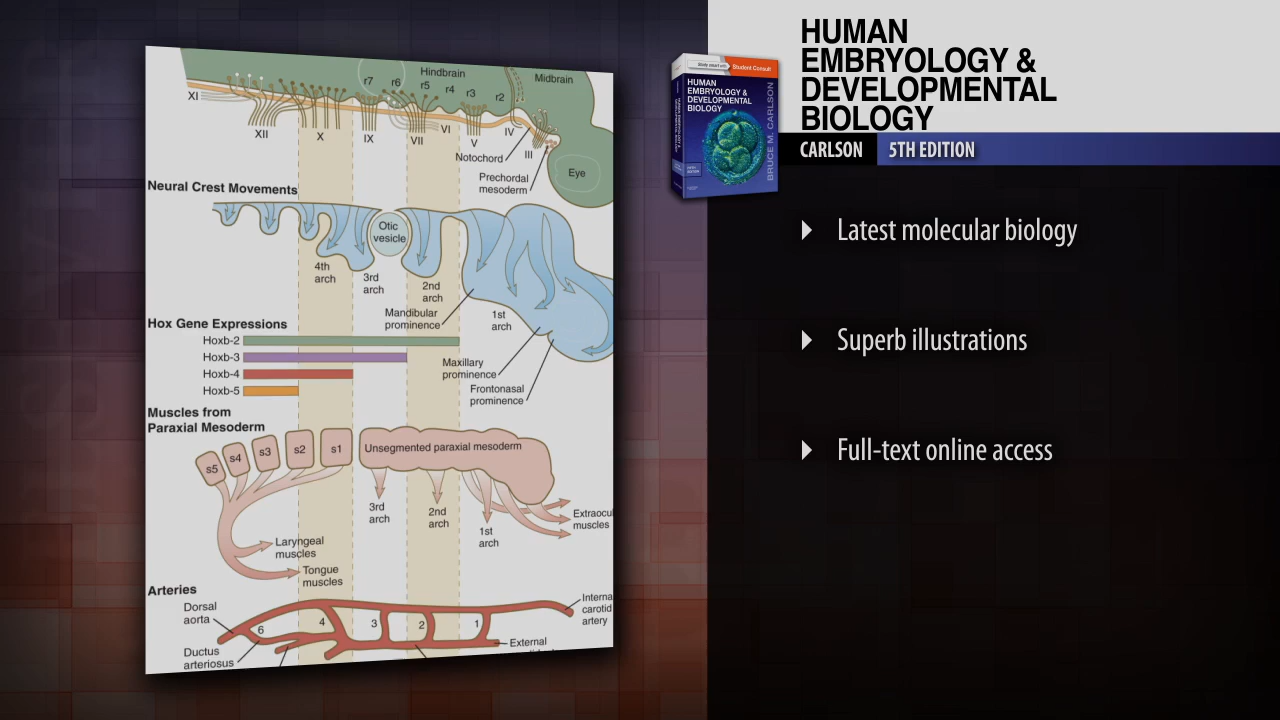 HUMAN
EMBRYOLOGY &
DEVELOPMENTAL
BIOLOGY
CARLSON
5TH EDITION
Student Consult
HUMAN
EMBRYOLOGY &
DEVELOPMENTAL
BIOLOGY
BRUCE M. CARLSON
Latest molecular biology
Superb illustrations
Full-text online access
Hindbrain
Midbrain
r7
r6
r5
r4
r3
r2
XI
XII
X
IX
VII
VI
V
IV
III
Notochord
Prechordal
mesoderm
Eye
Neural Crest Movements
Otic
vesicle
4th
arch
3rd
arch
2nd
arch
1st
arch
Mandibular
prominence
Maxillary
prominence
Frontonasal
prominence
Hox Gene Expressions
Hoxb-2
Hoxb-3
Hoxb-4
Hoxb-5
Muscles from
Paraxial Mesoderm
s5
s4
s3
s2
s1
Unsegmented paraxial mesoderm
3rd
arch
2nd
arch
1st
arch
Extraocul
muscles
Laryngeal
muscles
Tongue
muscles
Arteries
Dorsal
aorta
6
4
3
2
1
Interna
carotid
artery
Ductus
arteriosus
External